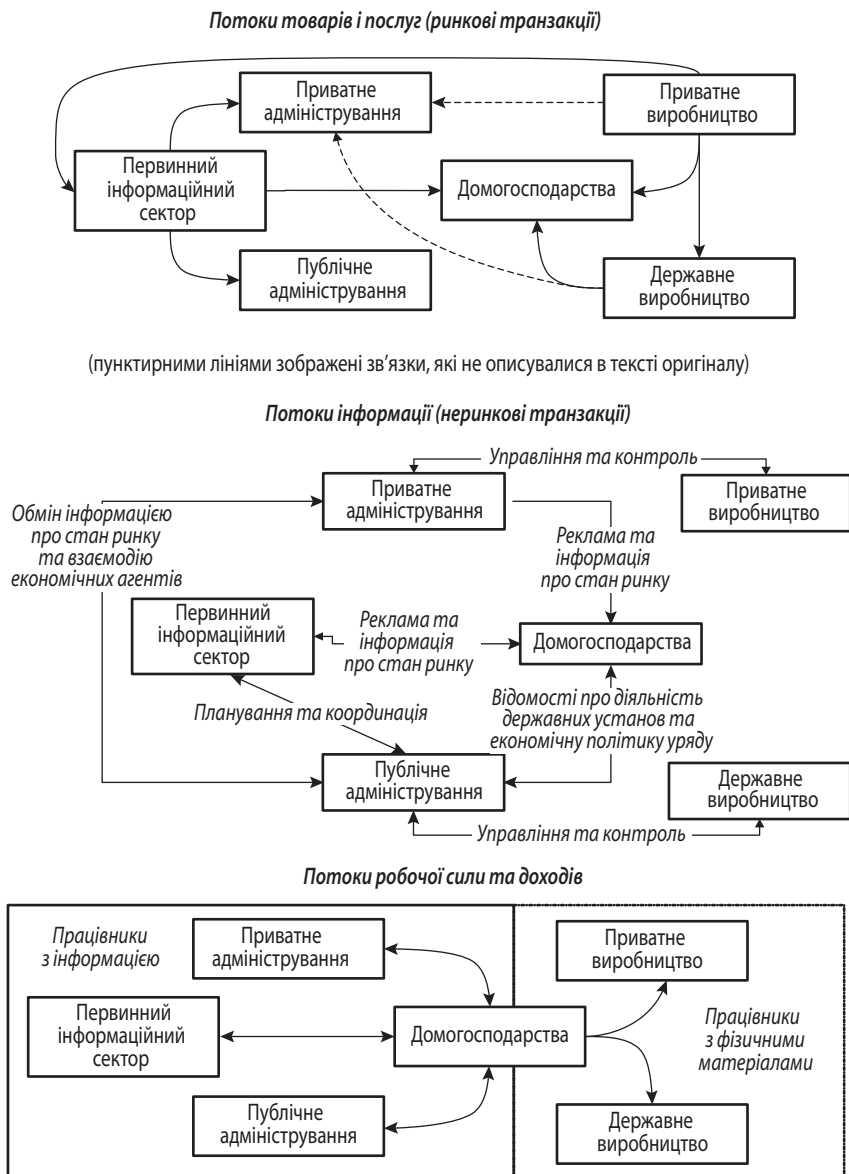 Потоки товарів і послуг (ринкові транзакції)
Приватне
адміністрування
Приватне
виробництво
Первинний
інформаційний
сектор
Домогосподарства
Публічне
адміністрування
Державне
виробництво
(пунктирними лініями зображені зв'язки, які не описувалися в тексті оригіналу)
Потоки інформації (неринкові транзакції)
Управління та контроль
Приватне
адміністрування
Приватне
виробництво
Обмін інформацією
про стан ринку
та взаємодію
економічних агентів
Реклама та
інформація
про стан ринку
Первинний
інформаційний
сектор
Реклама та
інформація
про стан ринку
Домогосподарства
Планування та координація
Відомості про діяльність
державних установ та
економічну політику уряду
Публічне
адміністрування
Державне
виробництво
Управління та контроль
Потоки робочої сили та доходів
Працівники
з інформацією
Приватне
адміністрування
Приватне
виробництво
Первинний
інформаційний
сектор
Домогосподарства
Працівники
з фізичними
матеріалами
Публічне
адміністрування
Державне
виробництво